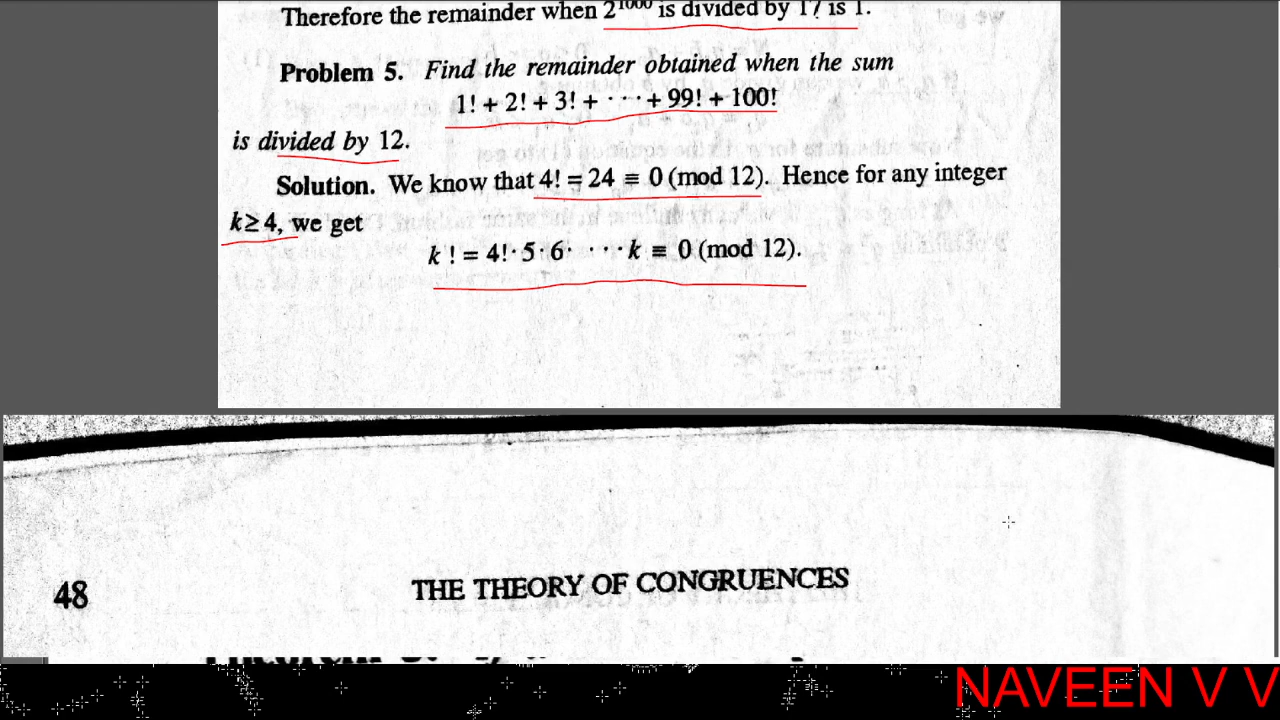 Therefore the remainder when 2¹⁰⁰⁰ is divided by 17 is 1.
Problem 5. Find the remainder obtained when the sum
1! + 2! + 3! + ··· + 99! + 100!
is divided by 12.
Solution. We know that 4! = 24 ≡ 0 (mod 12). Hence for any integer
k ≥ 4, we get
k ! = 4!·5·6· ···k ≡ 0 (mod 12).
48
THE THEORY OF CONGRUENCES
NAVEEN V V